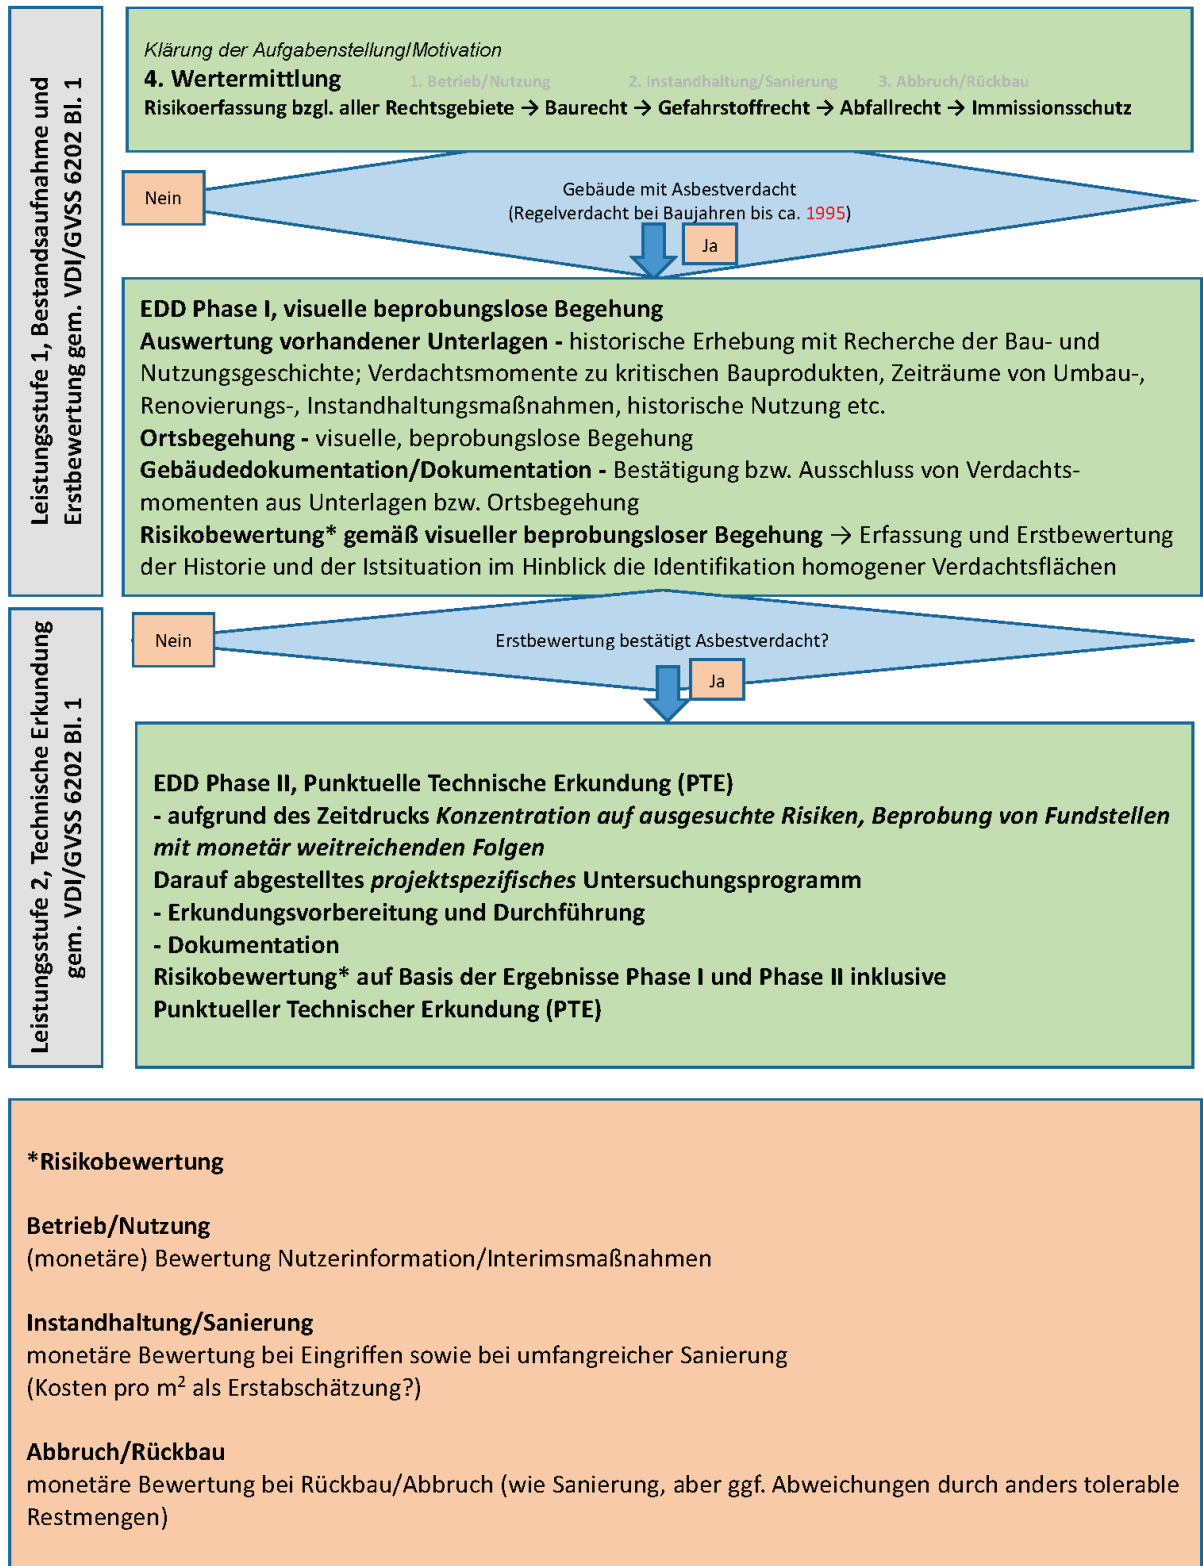 Leistungsstufe 1, Bestandsaufnahme und
Erstbewertung gem. VDI/GVSS 6202 Bl. 1
Klärung der Aufgabenstellung/Motivation
4. Wertermittlung 1. Betrieb/Nutzung 2. Instandhaltung/Sanierung 3. Abbruch/Rückbau
Risikoerfassung bzgl. aller Rechtsgebiete → Baurecht → Gefahrstoffrecht → Abfallrecht → Immissionsschutz
Nein
Gebäude mit Asbestverdacht
(Regelverdacht bei Baujahren bis ca. 1995)
Ja
EDD Phase I, visuelle beprobungslose Begehung
Auswertung vorhandener Unterlagen - historische Erhebung mit Recherche der Bau- und
Nutzungsgeschichte; Verdachtsmomente zu kritischen Bauprodukten, Zeiträume von Umbau-,
Renovierungs-, Instandhaltungsmaßnahmen, historische Nutzung etc.
Ortsbegehung - visuelle, beprobungslose Begehung
Gebäudedokumentation/Dokumentation - Bestätigung bzw. Ausschluss von Verdachts-
momenten aus Unterlagen bzw. Ortsbegehung
Risikobewertung* gemäß visueller beprobungsloser Begehung → Erfassung und Erstbewertung
der Historie und der Istsituation im Hinblick die Identifikation homogener Verdachtsflächen
Leistungsstufe 2, Technische Erkundung
gem. VDI/GVSS 6202 Bl. 1
Nein
Erstbewertung bestätigt Asbestverdacht?
Ja
EDD Phase II, Punktuelle Technische Erkundung (PTE)
- aufgrund des Zeitdrucks Konzentration auf ausgesuchte Risiken, Beprobung von Fundstellen
mit monetär weitreichenden Folgen
Darauf abgestelltes projektspezifisches Untersuchungsprogramm
- Erkundungsvorbereitung und Durchführung
- Dokumentation
Risikobewertung* auf Basis der Ergebnisse Phase I und Phase II inklusive
Punktueller Technischer Erkundung (PTE)
*Risikobewertung
Betrieb/Nutzung
(monetäre) Bewertung Nutzerinformation/Interimsmaßnahmen
Instandhaltung/Sanierung
monetäre Bewertung bei Eingriffen sowie bei umfangreicher Sanierung
(Kosten pro m² als Erstabschätzung?)
Abbruch/Rückbau
monetäre Bewertung bei Rückbau/Abbruch (wie Sanierung, aber ggf. Abweichungen durch anders tolerable
Restmengen)